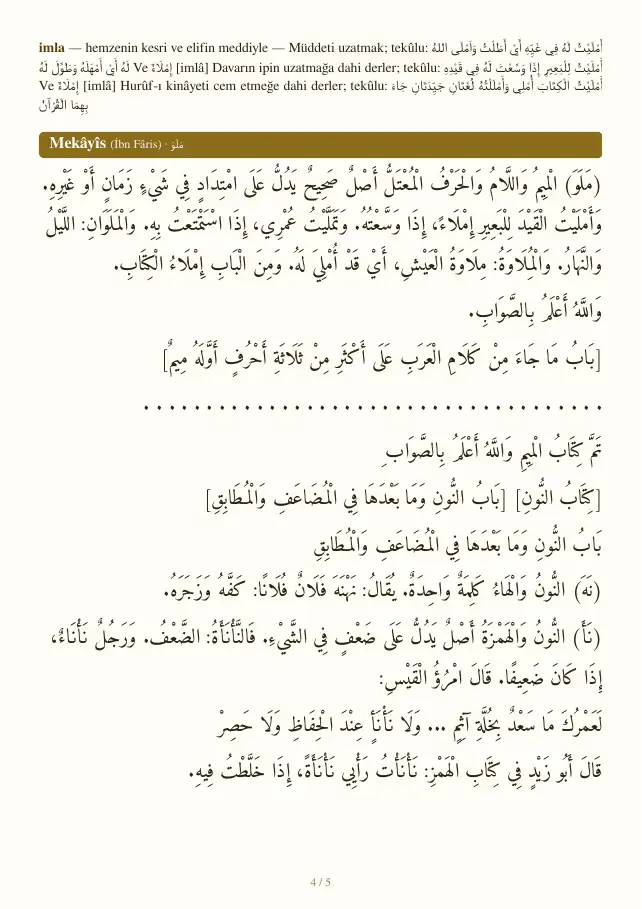 imla — hemzenin kesri ve elifin meddiyle — Müddeti uzatmak; tekûlu: أَمْلَيْتُ لَهُ فِي غَيِّهِ أَيْ أَطَلْتُ وَأَمْلَى اللهُ
لَهُ أَيْ أَمْهَلَهُ وَطَوَّلَ لَهُ Ve إِمْلَاءٌ [imlâ] Davarın ipin uzatmağa dahi derler; tekûlu: أَمْلَيْتُ لِلْبَعِيرِ إِذَا وَسَّعْتَ لَهُ فِي قَيْدِهِ
Ve إِمْلَاءٌ [imlâ] Hurûf-ı kinâyeti cem etmeğe dahi derler; tekûlu: أَمْلَيْتُ الْكِتَابَ أُمْلِي وَأَمْلَلْتُهُ لُغَتَانِ جَيِّدَتَانِ جَاءَ
بِهِمَا الْقُرْآنُ
Mekâyîs (İbn Fâris) · مَلَوَ
(مَلَوَ) الْمِيمُ وَاللَّامُ وَالْحَرْفُ الْمُعْتَلُّ أَصْلٌ صَحِيحٌ يَدُلُّ عَلَى امْتِدَادٍ فِي شَيْءٍ زَمَانٍ أَوْ غَيْرِهِ.
وَأَمْلَيْتُ الْقَيْدَ لِلْبَعِيرِ إِمْلَاءً، إِذَا وَسَّعْتُهُ. وَتَمَلَّيْتُ عُمْرِي، إِذَا اسْتَمْتَعْتُ بِهِ. وَالْمَلَوَانِ: اللَّيْلُ
وَالنَّهَارُ. وَالْمُلَاوَةُ: مِلَاوَةُ الْعَيْشِ، أَيْ قَدْ أُمْلِيَ لَهُ. وَمِنَ الْبَابِ إِمْلَاءُ الْكِتَابِ.
وَاللَّهُ أَعْلَمُ بِالصَّوَابِ.
[بَابُ مَا جَاءَ مِنْ كَلَامِ الْعَرَبِ عَلَى أَكْثَرِ مِنْ ثَلَاثَةِ أَحْرُفٍ أَوَّلَهُ مِيمٌ]
. . . . . . . . . . . . . . . . . . . . . . . . . . . . . . . . . . . . .
تَمَّ كِتَابُ الْمِيمِ وَاللَّهُ أَعْلَمُ بِالصَّوَابِ
[كِتَابُ النُّونِ] [بَابُ النُّونِ وَمَا بَعْدَهَا فِي الْمُضَاعَفِ وَالْمُطَابِقِ]
بَابُ النُّونِ وَمَا بَعْدَهَا فِي الْمُضَاعَفِ وَالْمُطَابِقِ
(نَهَ) النُّونُ وَالْهَاءُ كَلِمَةٌ وَاحِدَةٌ. يُقَالُ: نَهْنَهَ فُلَانٌ فُلَانًا: كَفَّهُ وَزَجَرَهُ.
(نَأَ) النُّونُ وَالْهَمْزَةُ أَصْلٌ يَدُلُّ عَلَى ضَعْفٍ فِي الشَّيْءِ. فَالنَّأْنَأَةُ: الضَّعْفُ. وَرَجُلٌ نَأْنَاءٌ،
إِذَا كَانَ ضَعِيفًا. قَالَ امْرُؤُ الْقَيْسِ:
لَعَمْرُكَ مَا سَعْدٌ بِخُلَّةِ آثِمٍ ... وَلَا نَأْنَأٍ عِنْدَ الْحِفَاظِ وَلَا حَصِرْ
قَالَ أَبُو زَيْدٍ فِي كِتَابِ الْهَمْزِ: نَأْنَأْتُ رَأْيِي نَأْنَأَةً، إِذَا خَلَّطْتُ فِيهِ.
4 / 5